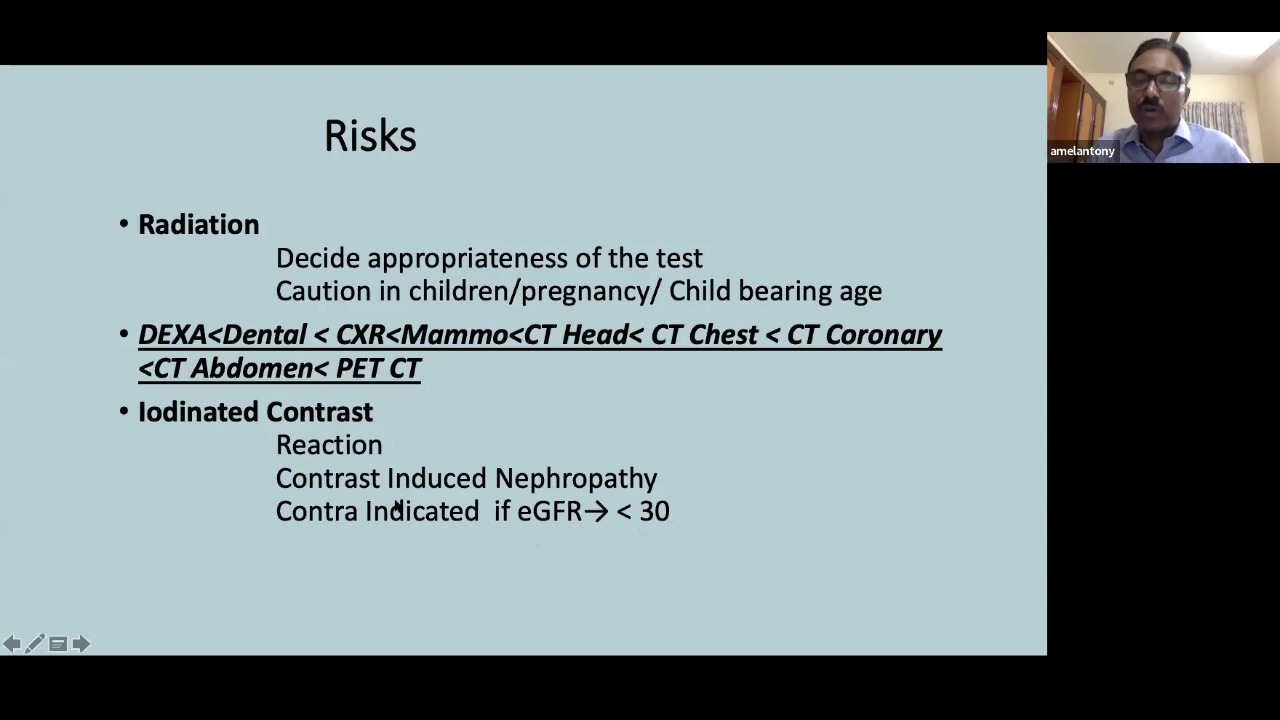 Risks
• Radiation
Decide appropriateness of the test
Caution in children/pregnancy/ Child bearing age
• DEXA<Dental < CXR<Mammo<CT Head< CT Chest < CT Coronary
<CT Abdomen< PET CT
• Iodinated Contrast
Reaction
Contrast Induced Nephropathy
Contra Indicated if eGFR→ < 30
amelantony